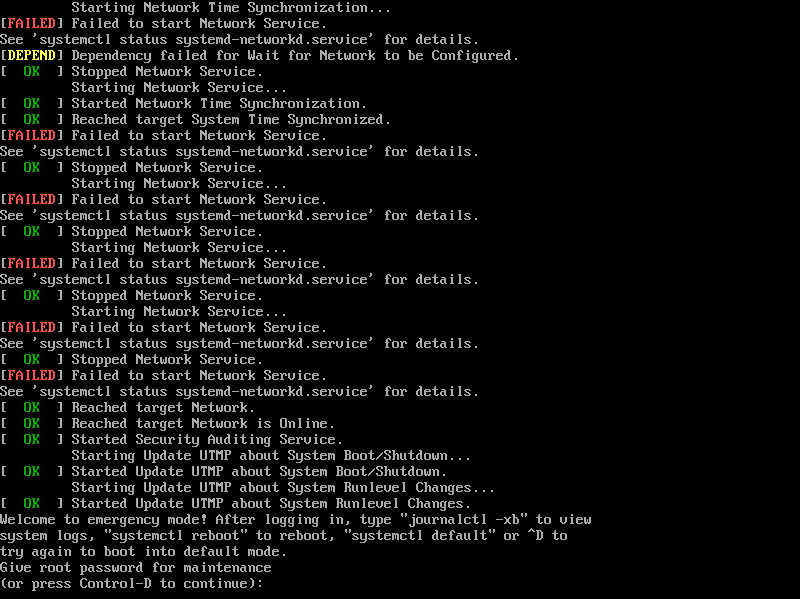 Starting Network Time Synchronization...
[FAILED] Failed to start Network Service.
See 'systemctl status systemd-networkd.service' for details.
[DEPEND] Dependency failed for Wait for Network to be Configured.
[  OK  ] Stopped Network Service.
         Starting Network Service...
[  OK  ] Started Network Time Synchronization.
[  OK  ] Reached target System Time Synchronized.
[FAILED] Failed to start Network Service.
See 'systemctl status systemd-networkd.service' for details.
[  OK  ] Stopped Network Service.
         Starting Network Service...
[FAILED] Failed to start Network Service.
See 'systemctl status systemd-networkd.service' for details.
[  OK  ] Stopped Network Service.
         Starting Network Service...
[FAILED] Failed to start Network Service.
See 'systemctl status systemd-networkd.service' for details.
[  OK  ] Stopped Network Service.
         Starting Network Service...
[FAILED] Failed to start Network Service.
See 'systemctl status systemd-networkd.service' for details.
[  OK  ] Stopped Network Service.
[FAILED] Failed to start Network Service.
See 'systemctl status systemd-networkd.service' for details.
[  OK  ] Reached target Network.
[  OK  ] Reached target Network is Online.
[  OK  ] Started Security Auditing Service.
         Starting Update UTMP about System Boot/Shutdown...
[  OK  ] Started Update UTMP about System Boot/Shutdown.
         Starting Update UTMP about System Runlevel Changes...
[  OK  ] Started Update UTMP about System Runlevel Changes.
Welcome to emergency mode! After logging in, type "journalctl -xb" to view
system logs, "systemctl reboot" to reboot, "systemctl default" or ^D to
try again to boot into default mode.
Give root password for maintenance
(or press Control-D to continue):